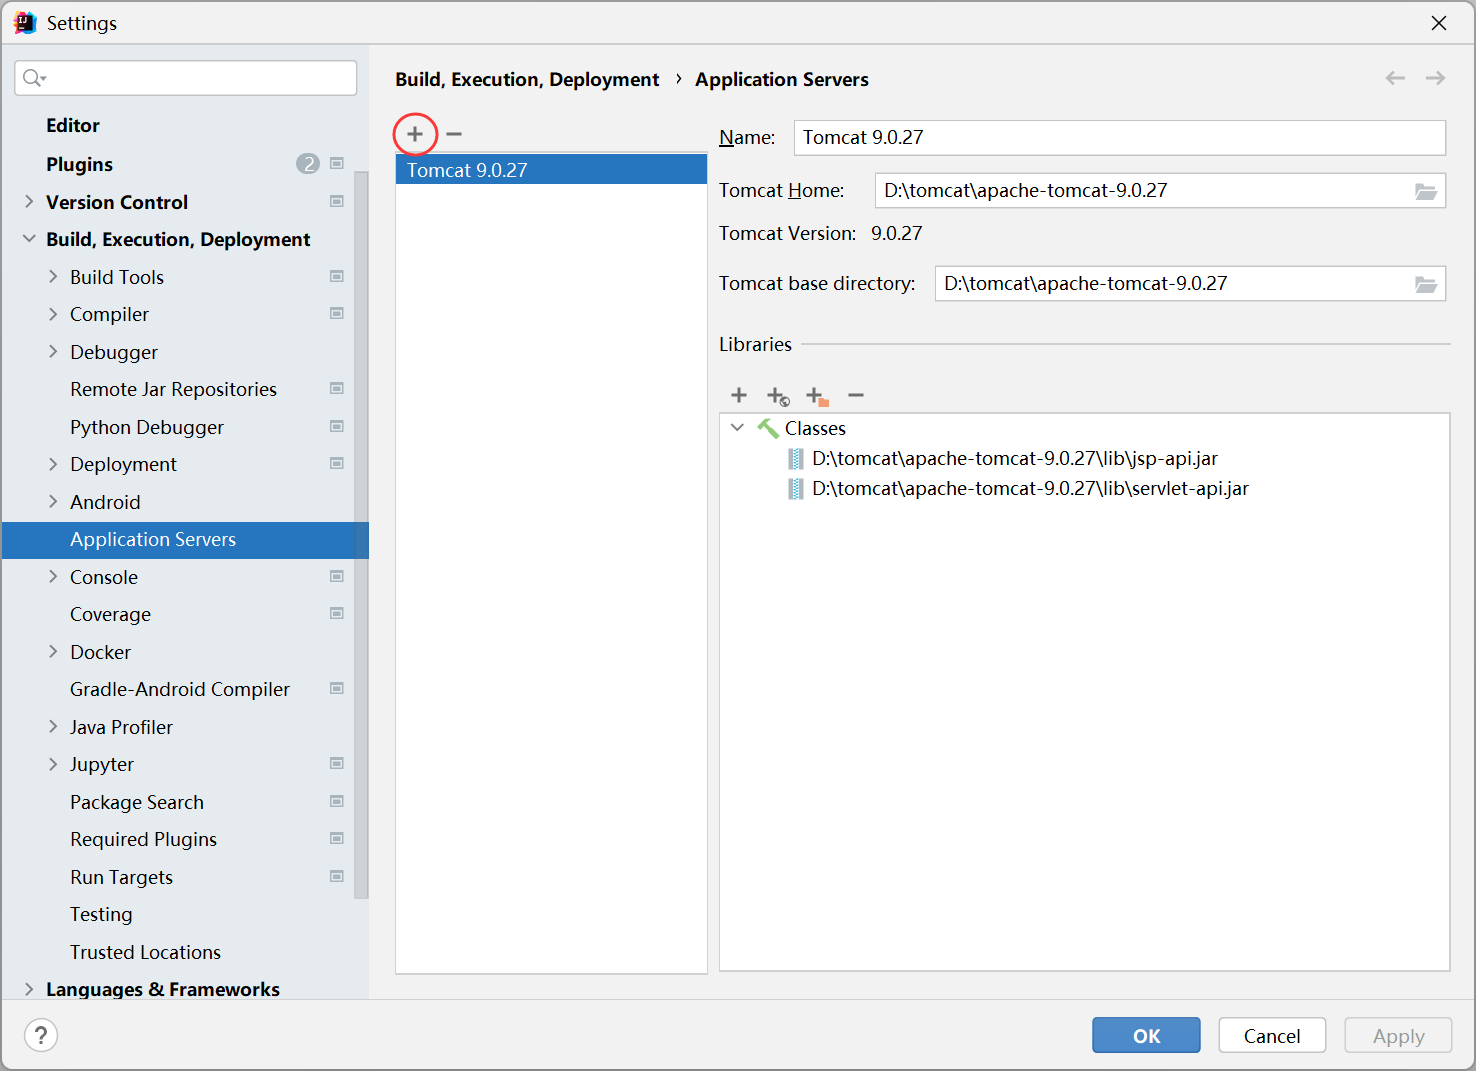 Settings
Editor
Plugins
2
Version Control
Build, Execution, Deployment
Build Tools
Compiler
Debugger
Remote Jar Repositories
Python Debugger
Deployment
Android
Application Servers
Console
Coverage
Docker
Gradle-Android Compiler
Java Profiler
Jupyter
Package Search
Required Plugins
Run Targets
Testing
Trusted Locations
Languages & Frameworks
Build, Execution, Deployment › Application Servers
Tomcat 9.0.27
Name: Tomcat 9.0.27
Tomcat Home: D:\tomcat\apache-tomcat-9.0.27
Tomcat Version: 9.0.27
Tomcat base directory: D:\tomcat\apache-tomcat-9.0.27
Libraries
Classes
D:\tomcat\apache-tomcat-9.0.27\lib\jsp-api.jar
D:\tomcat\apache-tomcat-9.0.27\lib\servlet-api.jar
?
OK
Cancel
Apply